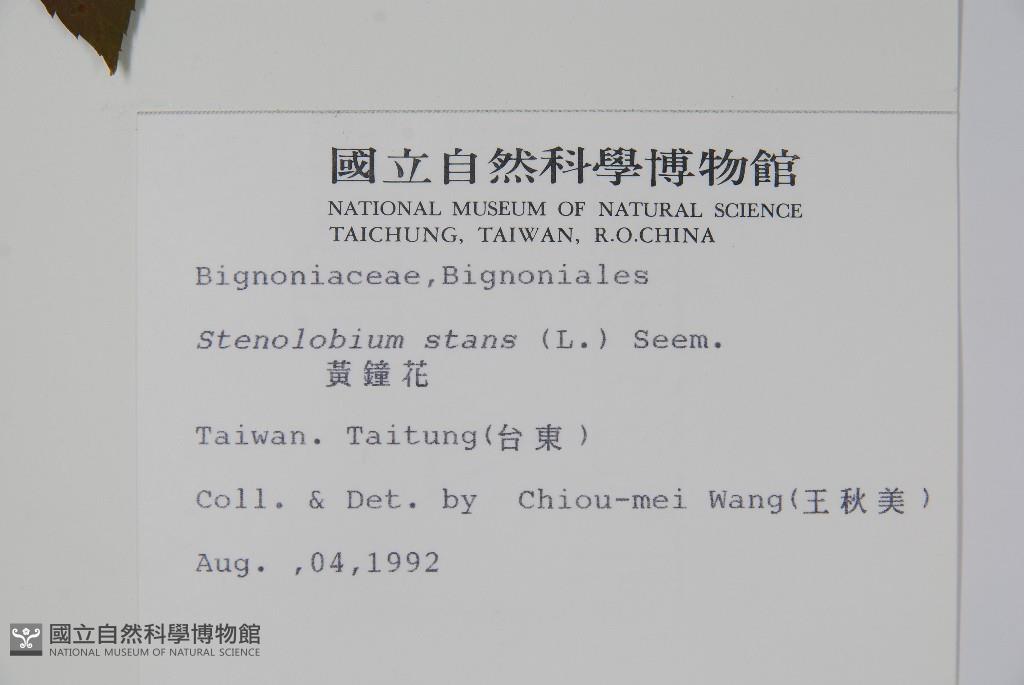 國立自然科學博物館
NATIONAL MUSEUM OF NATURAL SCIENCE
TAICHUNG, TAIWAN, R.O.CHINA
Bignoniaceae,Bignoniales
Stenolobium stans (L.) Seem.
黃鐘花
Taiwan. Taitung(台東)
Coll. & Det. by Chiou-mei Wang(王秋美)
Aug. ,04,1992
國立自然科學博物館
NATIONAL MUSEUM OF NATURAL SCIENCE